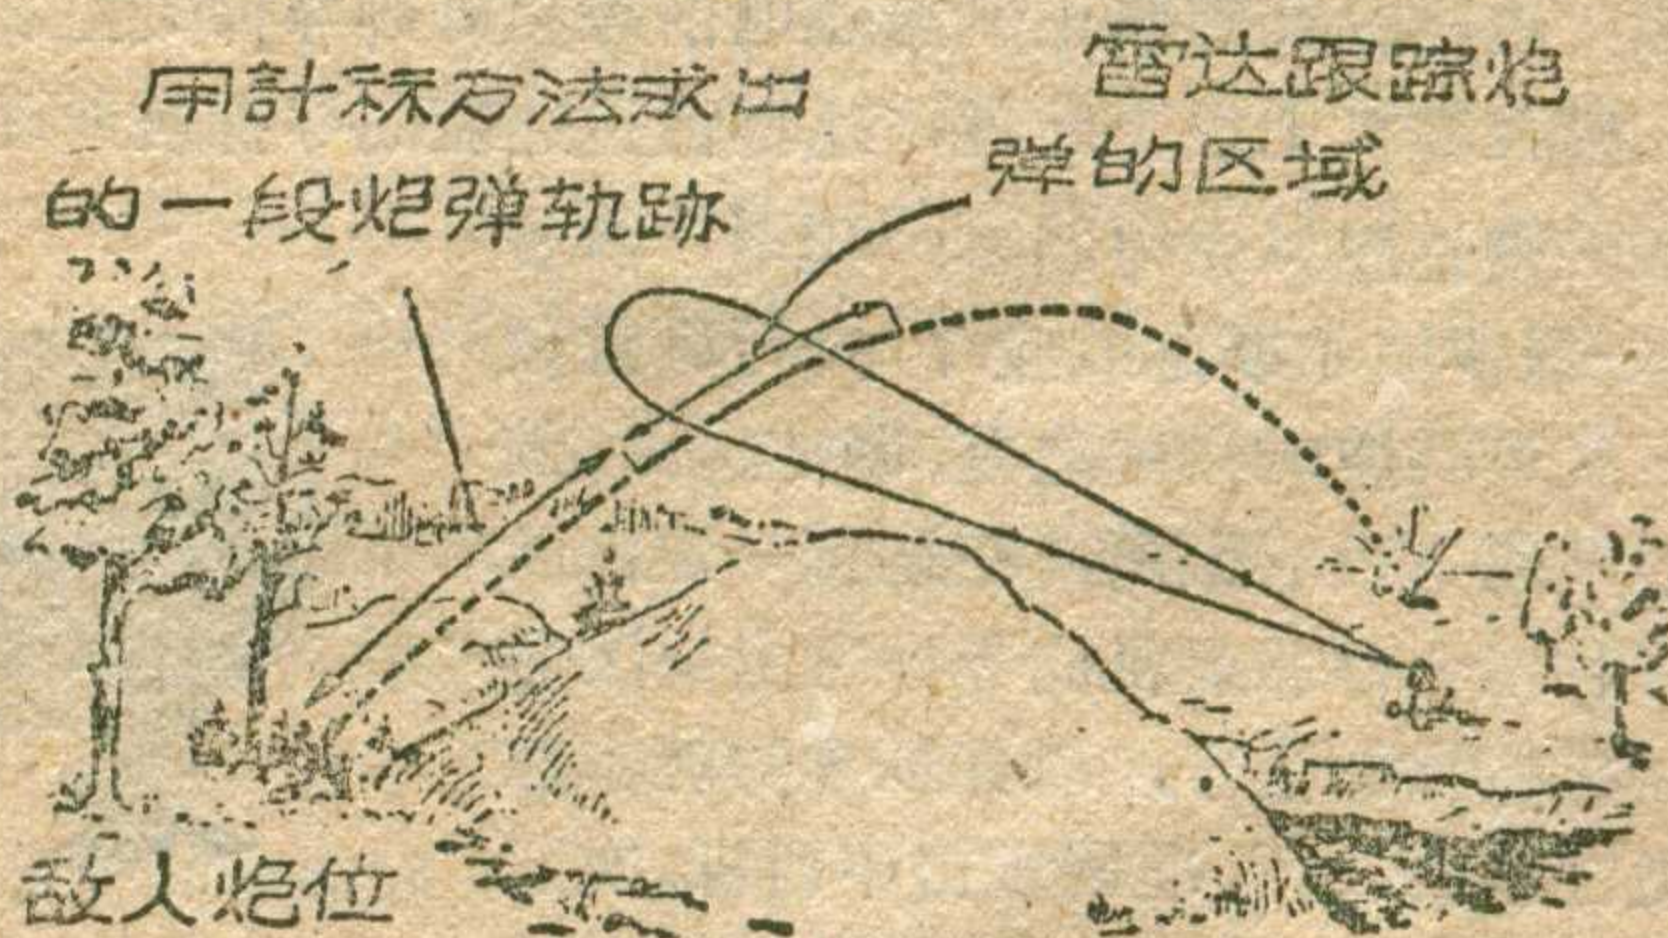 用計祘方法求出
的一段炮弹轨跡
雷达跟踪炮
弹的区域
敌人炮位